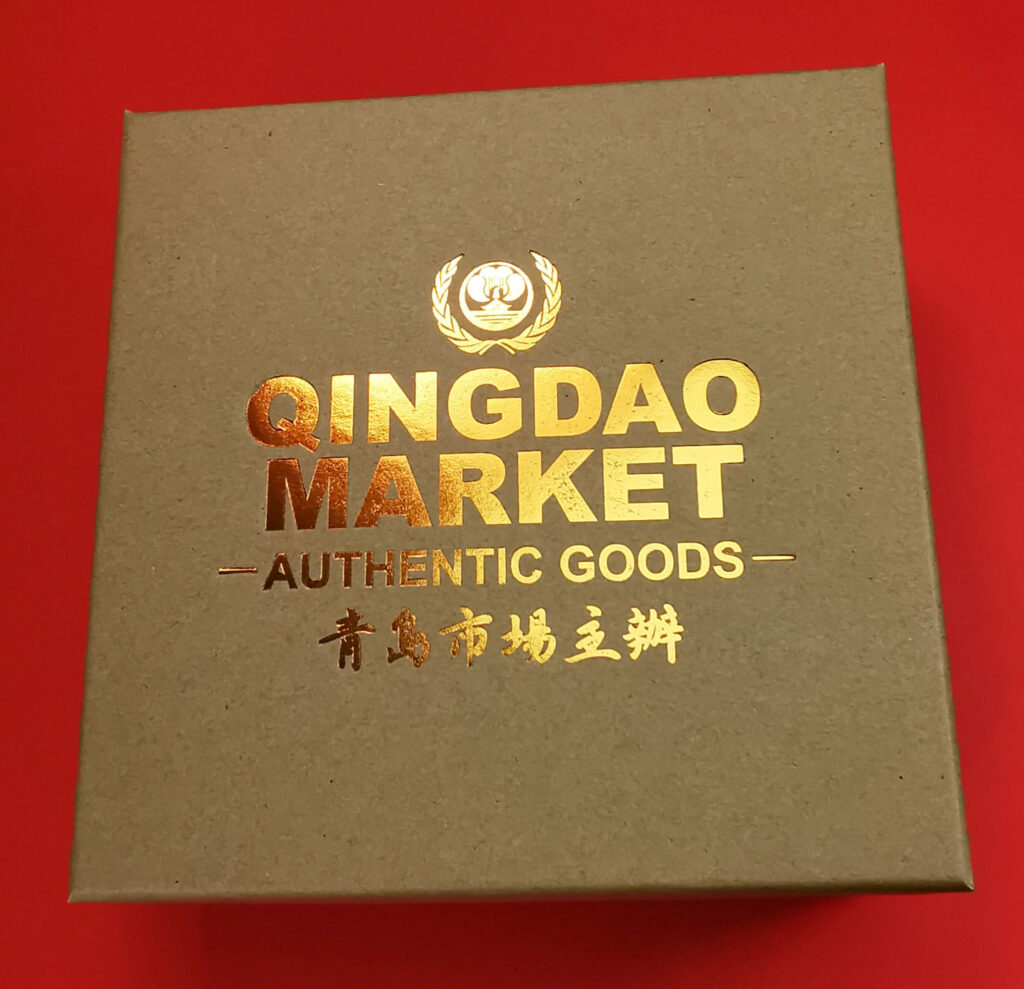 QINGDAO
MARKET
AUTHENTIC GOODS
青島市場主辦